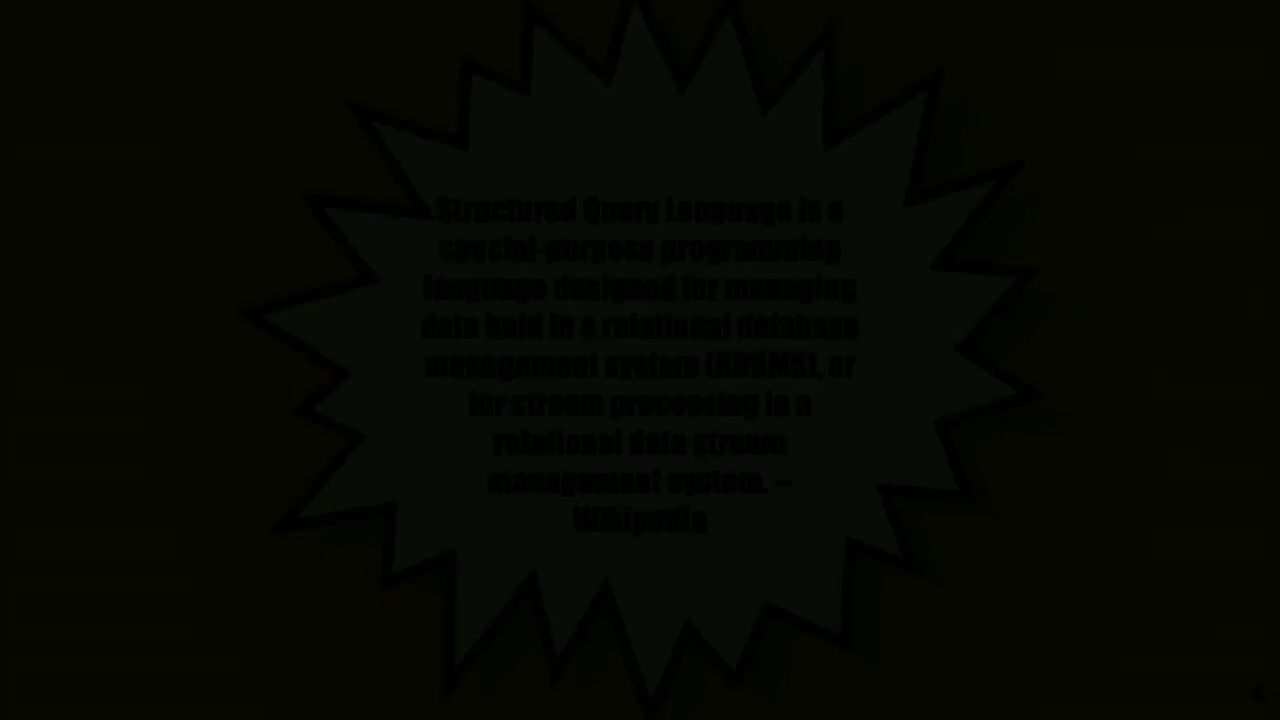 Structured Query Language is a
special-purpose programming
language designed for managing
data held in a relational database
management system (RDBMS), or
for stream processing in a
relational data stream
management system. –
Wikipedia
4